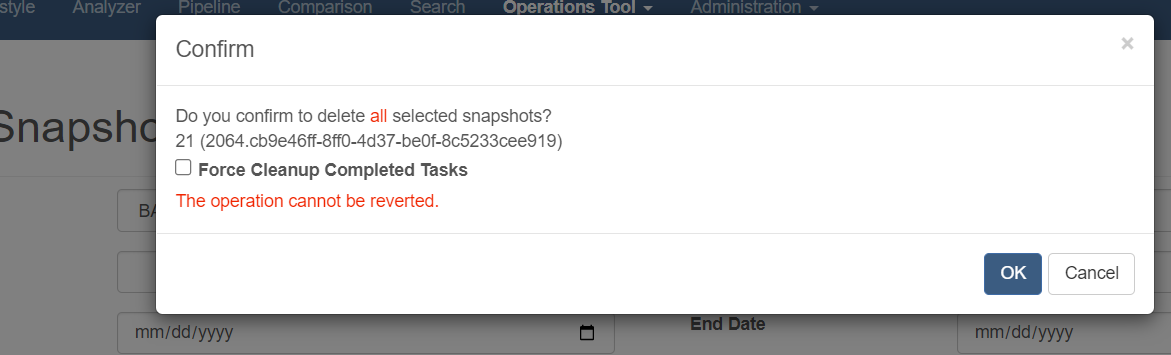 style Analyzer Pipeline Comparison Search Operations Tool Administration
Confirm
×
Do you confirm to delete all selected snapshots?
21 (2064.cb9e46ff-8ff0-4d37-be0f-8c5233cee919)
Force Cleanup Completed Tasks
The operation cannot be reverted.
OK Cancel
Snapsho
BA
mm/dd/yyyy
End Date
mm/dd/yyyy